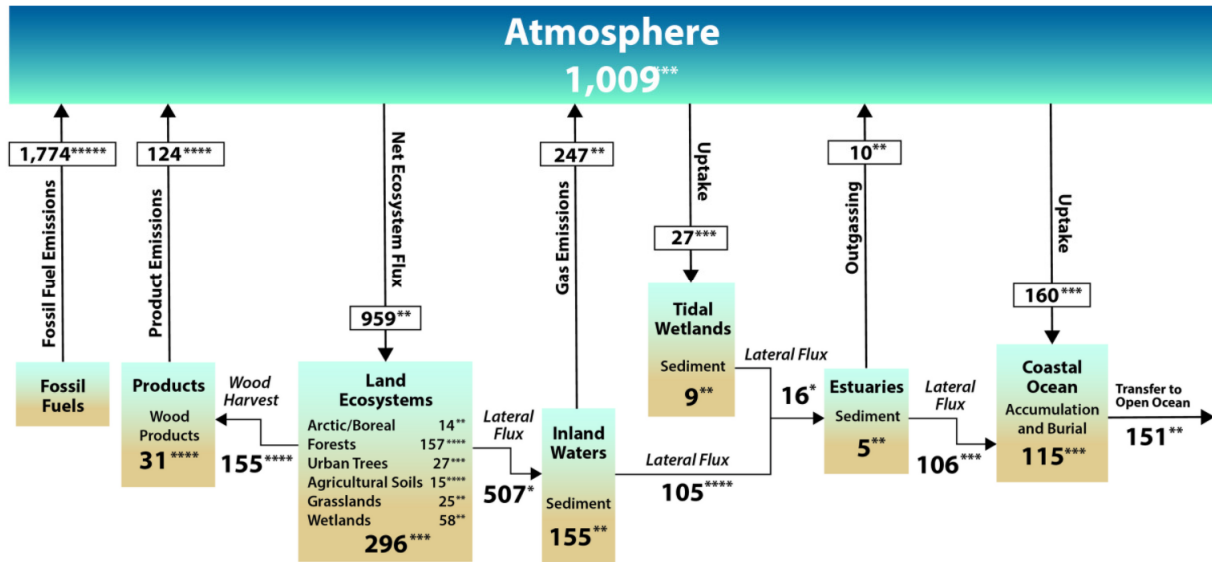 Atmosphere
1,009***
1,774*****
124****
247**
10**
Fossil Fuel Emissions
Product Emissions
Net Ecosystem Flux
Gas Emissions
Uptake
Outgassing
Uptake
959**
27***
160***
Fossil
Fuels
Products
Wood
Products
31****
Wood
Harvest
155****
Land
Ecosystems
Arctic/Boreal 14**
Forests 157****
Urban Trees 27***
Agricultural Soils 15****
Grasslands 25**
Wetlands 58**
296***
Lateral
Flux
507*
Inland
Waters
Sediment
155**
Lateral Flux
105****
Tidal
Wetlands
Sediment
9**
Lateral Flux
16*
Estuaries
Sediment
5**
Lateral
Flux
106***
Coastal
Ocean
Accumulation
and Burial
115***
Transfer to
Open Ocean
151**